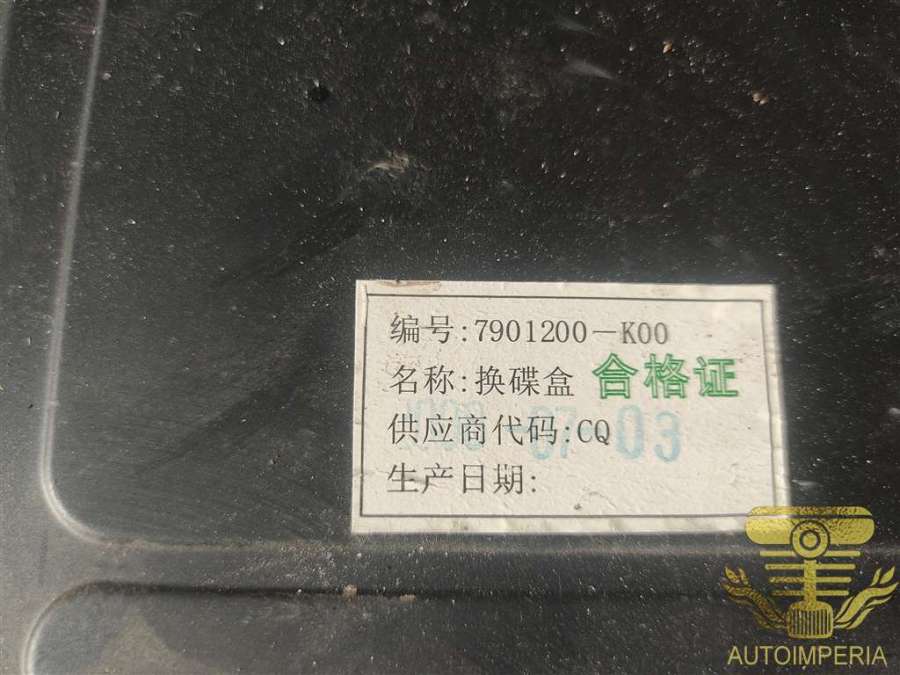 编号:7901200-K00
名称:换碟盒 合格证
供应商代码:CQ
03
生产日期:
AUTOIMPERIA